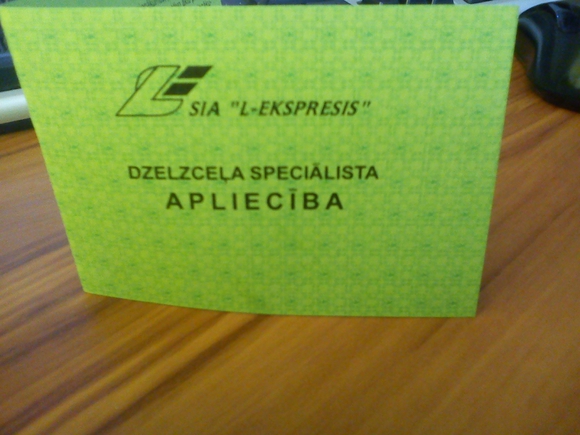 SIA "L-EKSPRESIS"
DZELZCEĻA SPECIĀLISTA
APLIECĪBA